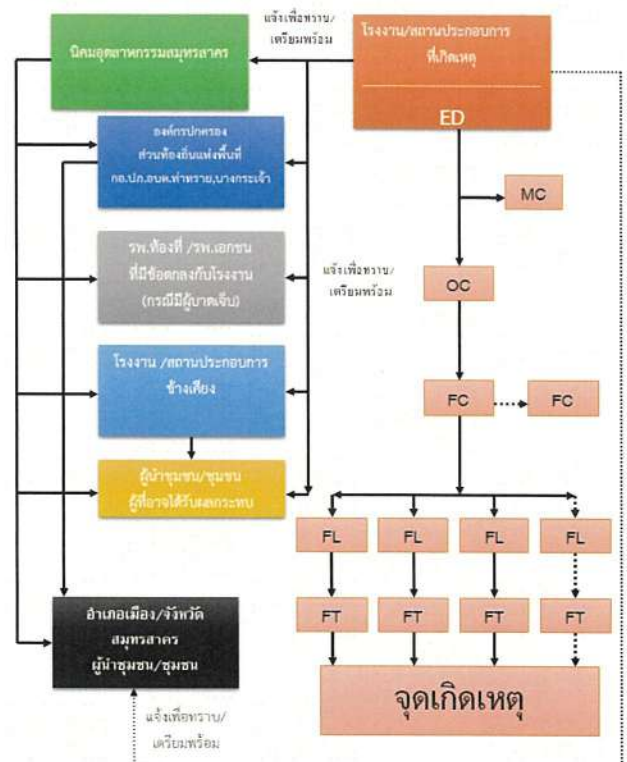 แจ้งเพื่อทราบ/
เตรียมพร้อม
นิคมอุตสาหกรรมสมุทรสาคร
โรงงาน/สถานประกอบการ
ที่เกิดเหตุ
ED
องค์กรปกครอง
ส่วนท้องถิ่นแห่งพื้นที่
กอ.ปภ.อบต.ท่าทราย,บางกระเจ้า
MC
รพ.ท้องที่ /รพ.เอกชน
ที่มีข้อตกลงกับโรงงาน
(กรณีมีผู้บาดเจ็บ)
แจ้งเพื่อทราบ/
เตรียมพร้อม
OC
โรงงาน /สถานประกอบการ
ข้างเคียง
FC
FC
ผู้นำชุมชน/ชุมชน
ผู้ที่อาจได้รับผลกระทบ
FL
FL
FL
FL
FT
FT
FT
FT
อำเภอเมือง/จังหวัด
สมุทรสาคร
ผู้นำชุมชน/ชุมชน
จุดเกิดเหตุ
แจ้งเพื่อทราบ/
เตรียมพร้อม